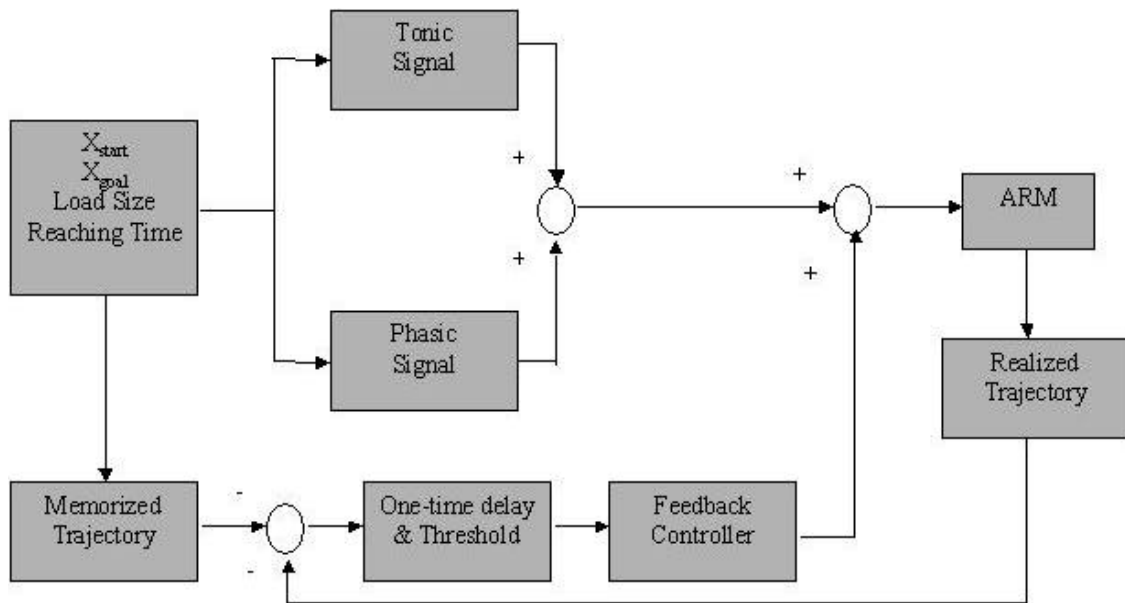 Tonic
Signal
X_start
X_goal
Load Size
Reaching Time
+
+
+
+
ARM
Phasic
Signal
Realized
Trajectory
Memorized
Trajectory
-
-
One-time delay
& Threshold
Feedback
Controller